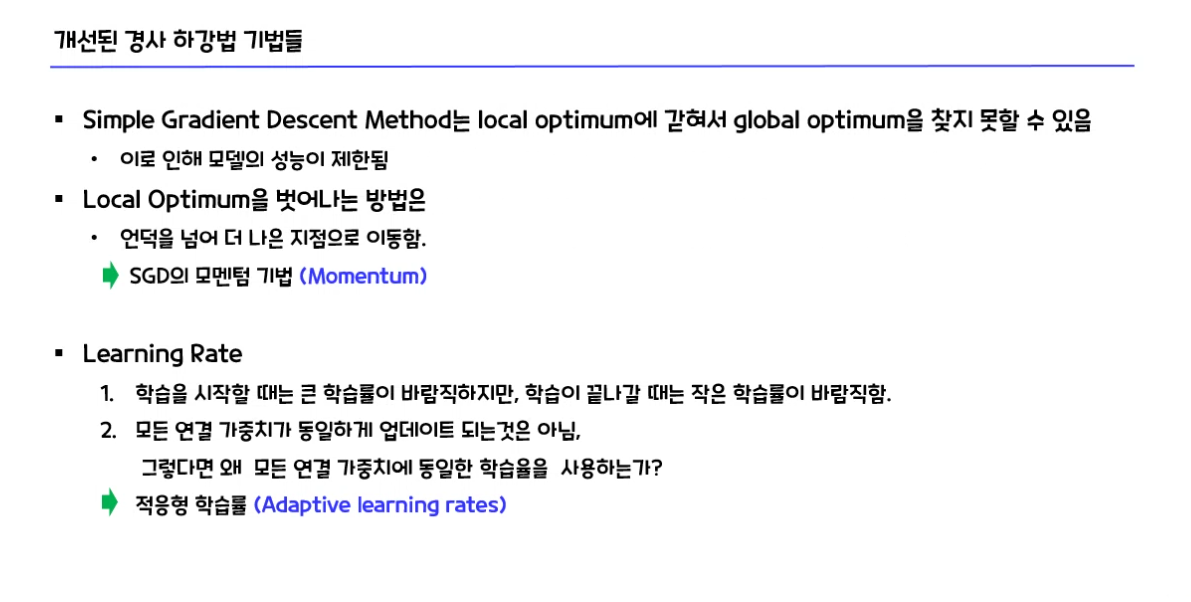 개선된 경사 하강법 기법들
▪ Simple Gradient Descent Method는 local optimum에 갇혀서 global optimum을 찾지 못할 수 있음
• 이로 인해 모델의 성능이 제한됨
▪ Local Optimum을 벗어나는 방법은
• 언덕을 넘어 더 나은 지점으로 이동함.
SGD의 모멘텀 기법 (Momentum)
▪ Learning Rate
1. 학습을 시작할 때는 큰 학습률이 바람직하지만, 학습이 끝나갈 때는 작은 학습률이 바람직함.
2. 모든 연결 가중치가 동일하게 업데이트 되는것은 아님,
그렇다면 왜 모든 연결 가중치에 동일한 학습율을 사용하는가?
적응형 학습률 (Adaptive learning rates)